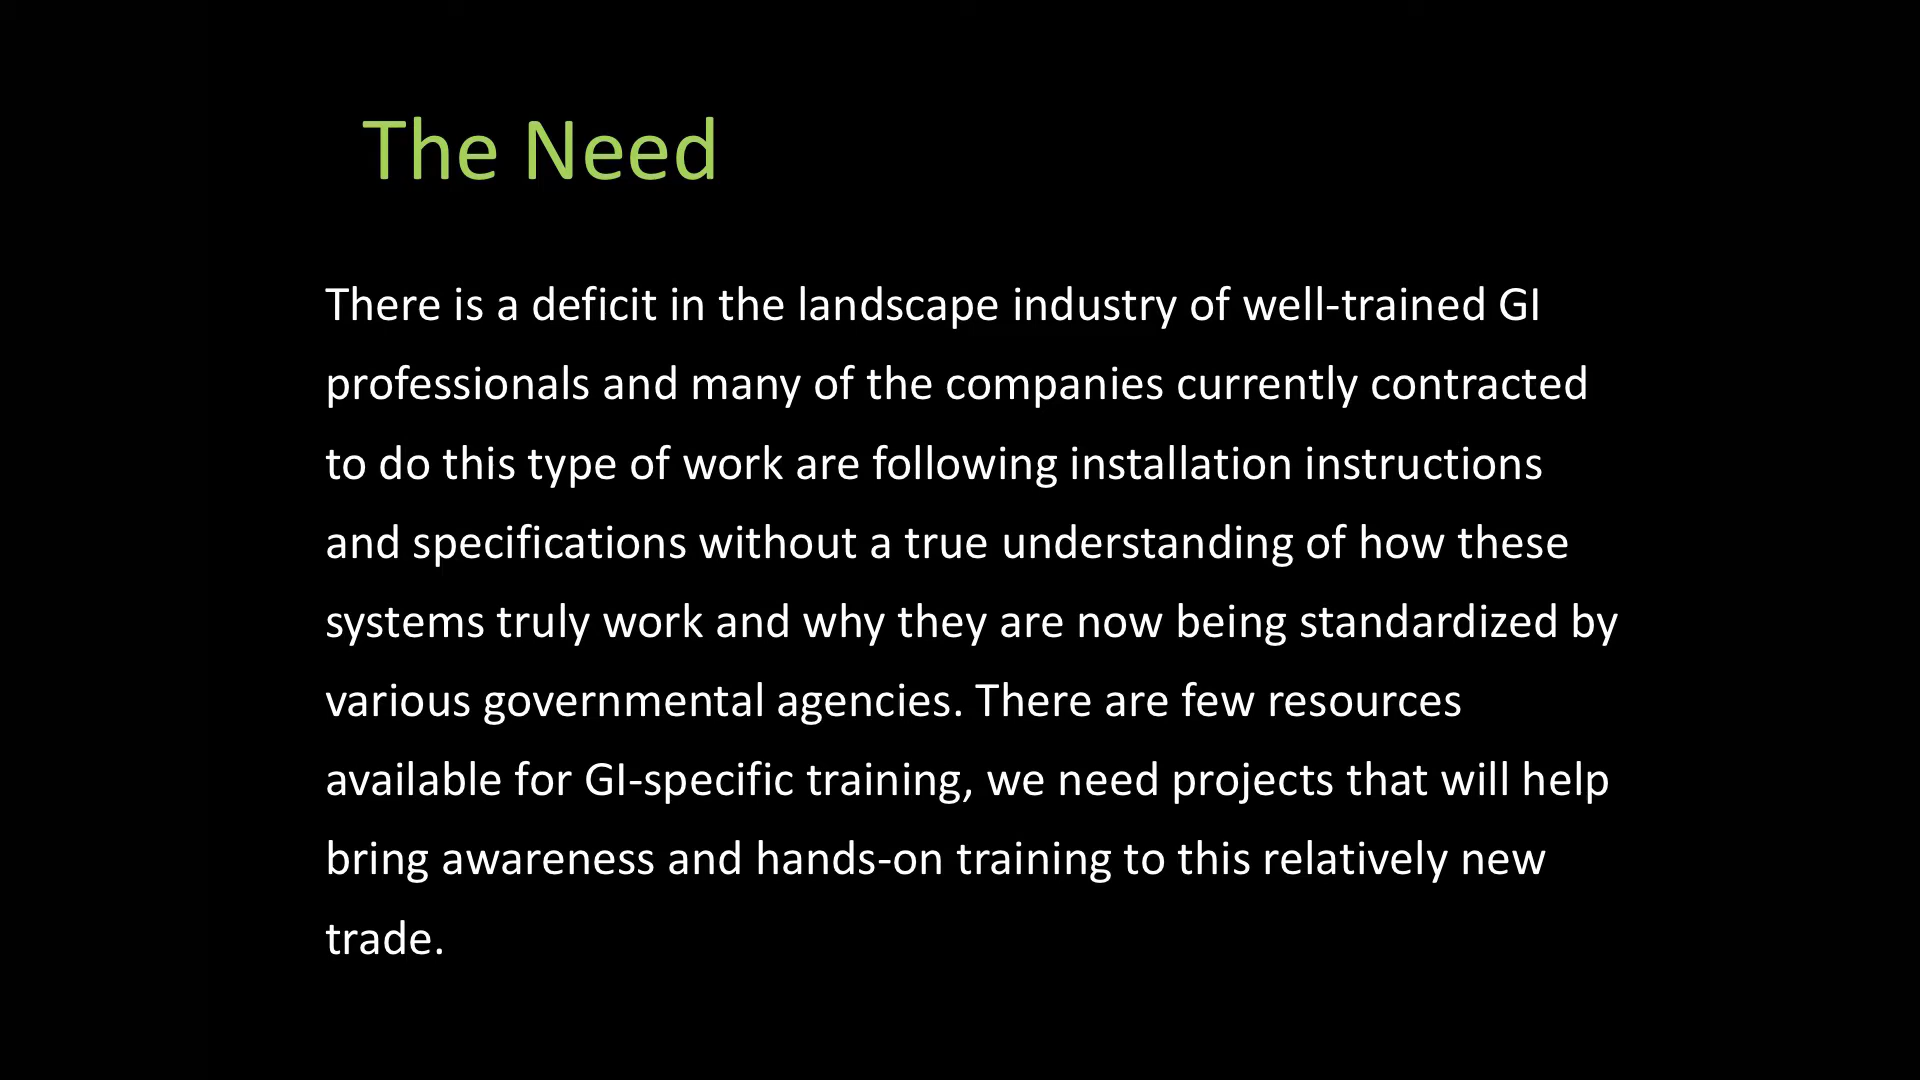 The Need
There is a deficit in the landscape industry of well-trained GI
professionals and many of the companies currently contracted
to do this type of work are following installation instructions
and specifications without a true understanding of how these
systems truly work and why they are now being standardized by
various governmental agencies. There are few resources
available for GI-specific training, we need projects that will help
bring awareness and hands-on training to this relatively new
trade.